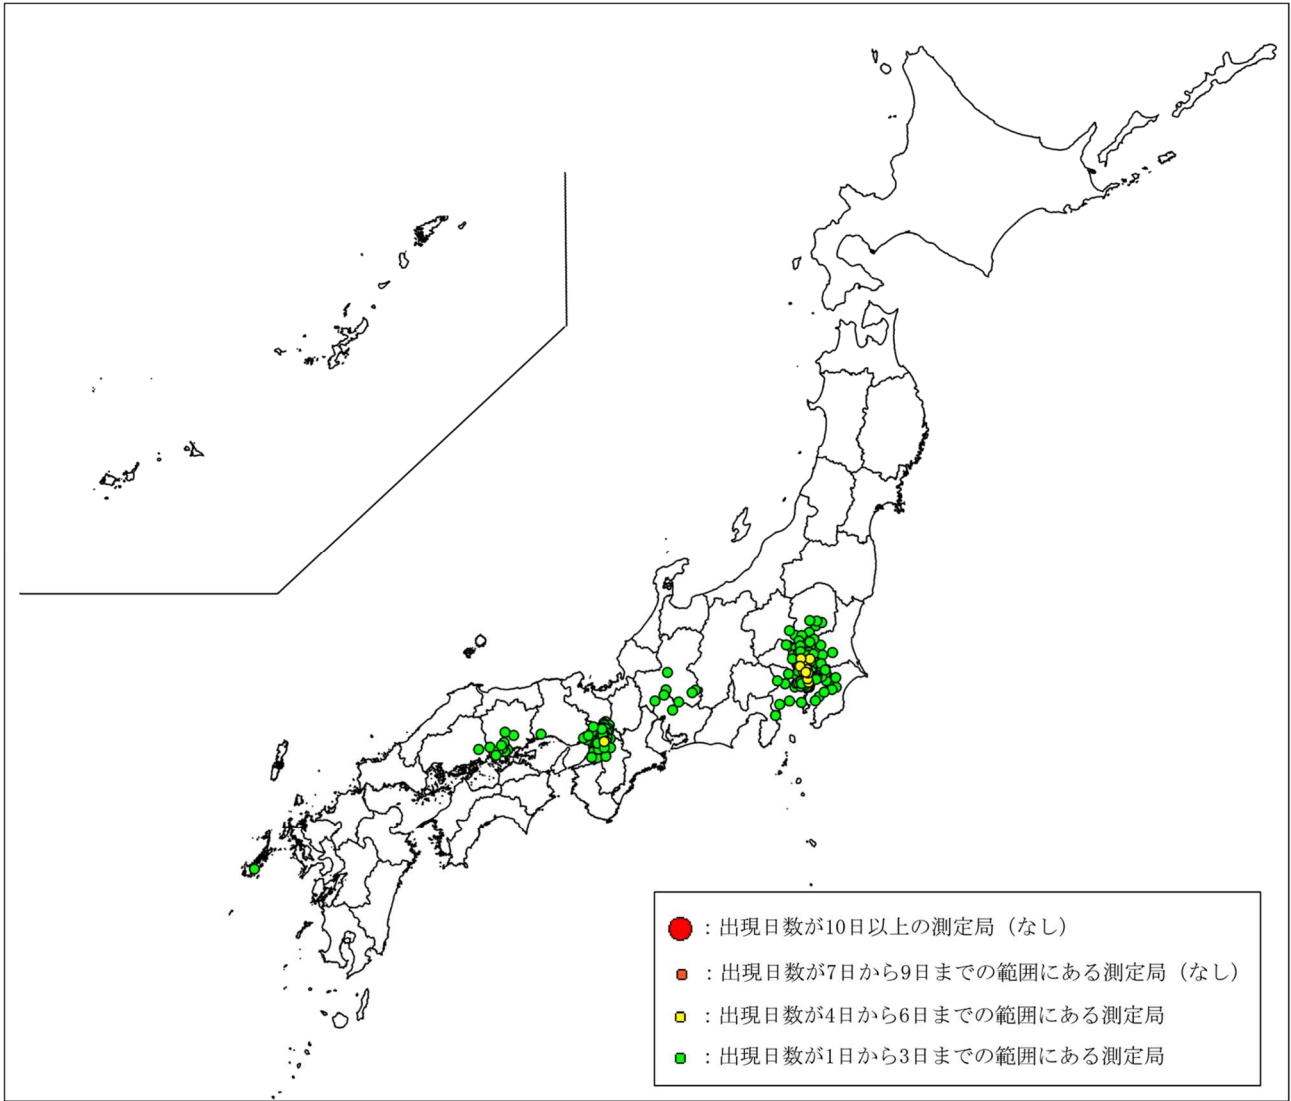 ：出現日数が10日以上の測定局（なし）
：出現日数が7日から9日までの範囲にある測定局（なし）
：出現日数が4日から6日までの範囲にある測定局
：出現日数が1日から3日までの範囲にある測定局